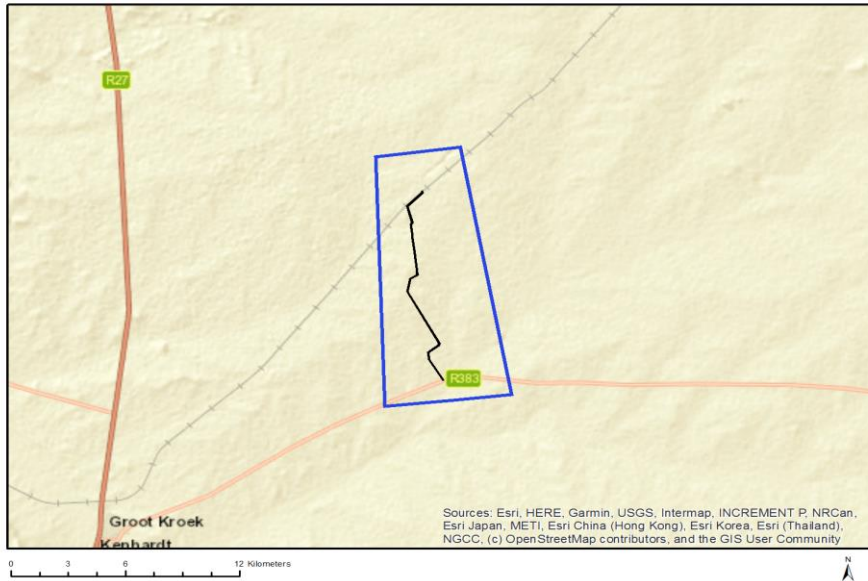 R27
R383
Groot Kroek
Kenhardt
Sources: Esri, HERE, Garmin, USGS, Intermap, INCREMENT P, NRCan,
Esri Japan, METI, Esri China (Hong Kong), Esri Korea, Esri (Thailand),
NGCC, (c) OpenStreetMap contributors, and the GIS User Community
0 3 6 12 Kilometers
N